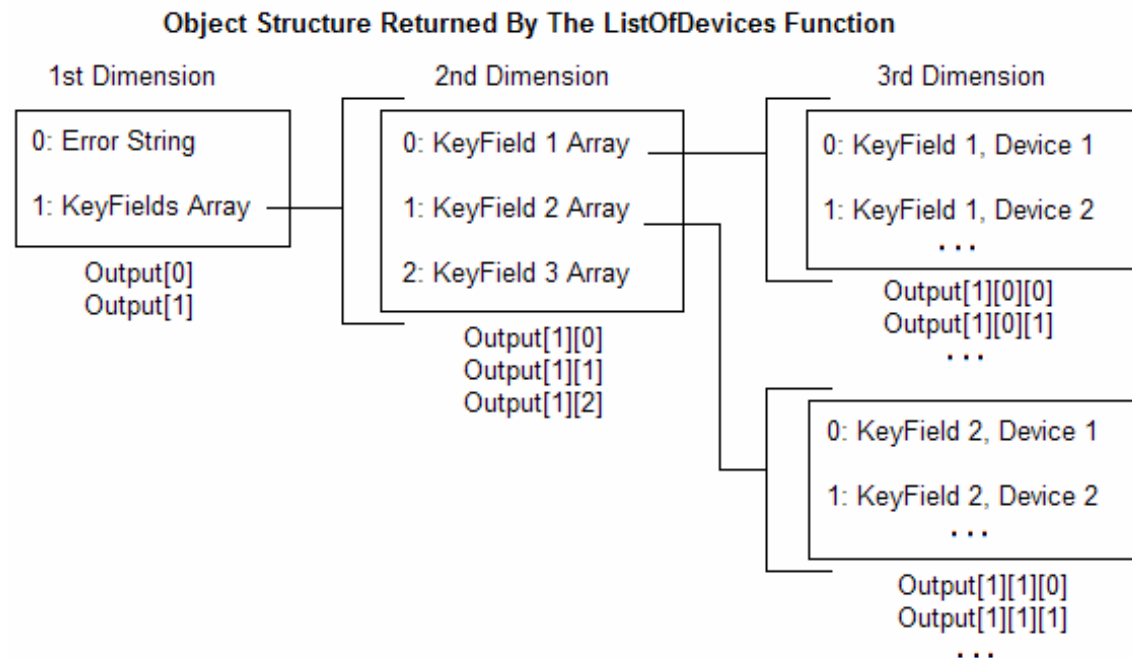 Object Structure Returned By The ListOfDevices Function
1st Dimension
0: Error String
1: KeyFields Array
Output[0]
Output[1]
2nd Dimension
0: KeyField 1 Array
1: KeyField 2 Array
2: KeyField 3 Array
Output[1][0]
Output[1][1]
Output[1][2]
3rd Dimension
0: KeyField 1, Device 1
1: KeyField 1, Device 2
...
Output[1][0][0]
Output[1][0][1]
...
0: KeyField 2, Device 1
1: KeyField 2, Device 2
...
Output[1][1][0]
Output[1][1][1]
...